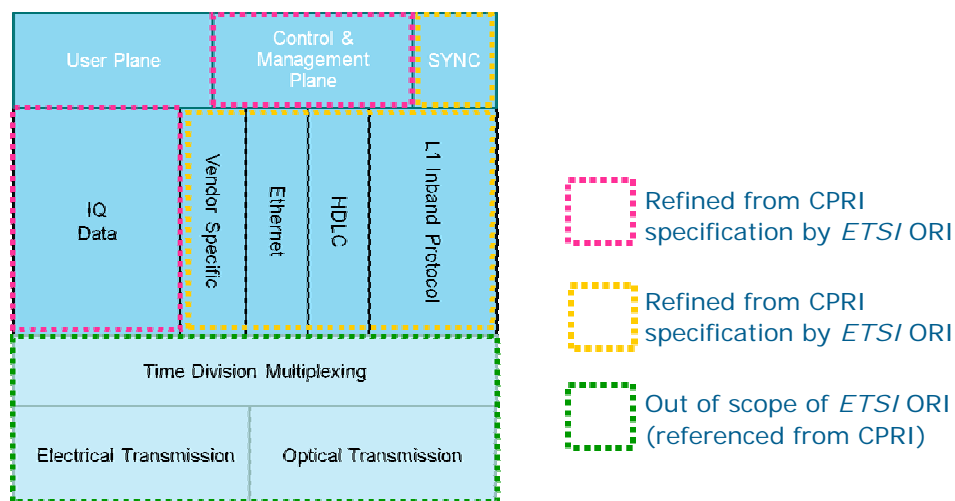 User Plane
Control &
Management
Plane
SYNC
IQ
Data
Vendor Specific
Ethernet
HDLC
L1 Inband Protocol
Time Division Multiplexing
Electrical Transmission
Optical Transmission
Refined from CPRI
specification by ETSI ORI
Refined from CPRI
specification by ETSI ORI
Out of scope of ETSI ORI
(referenced from CPRI)